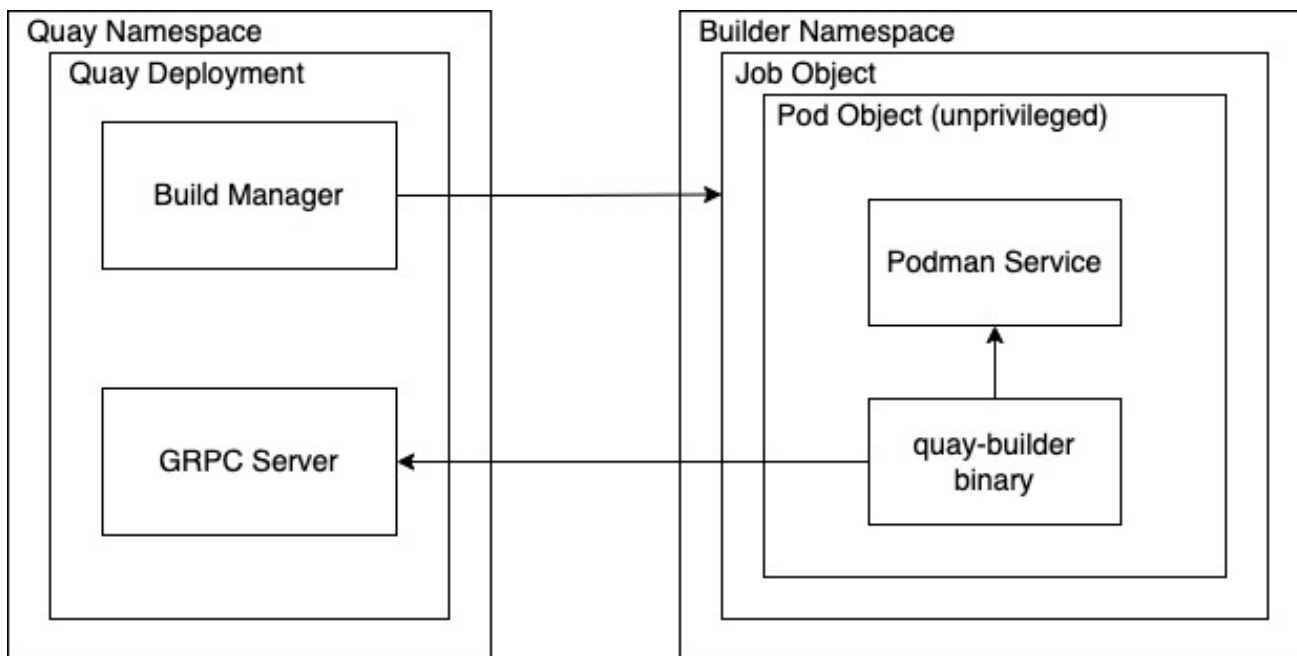 Quay Namespace
Quay Deployment
Build Manager
GRPC Server
Builder Namespace
Job Object
Pod Object (unprivileged)
Podman Service
quay-builder
binary